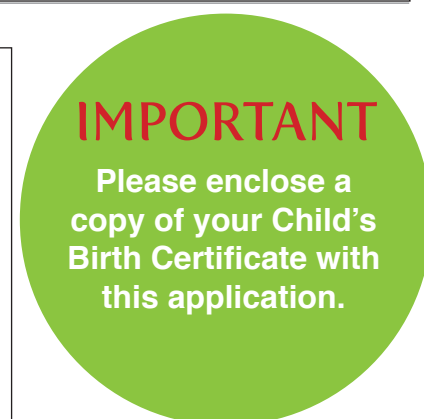 IMPORTANT
Please enclose a
copy of your Child’s
Birth Certificate with
this application.